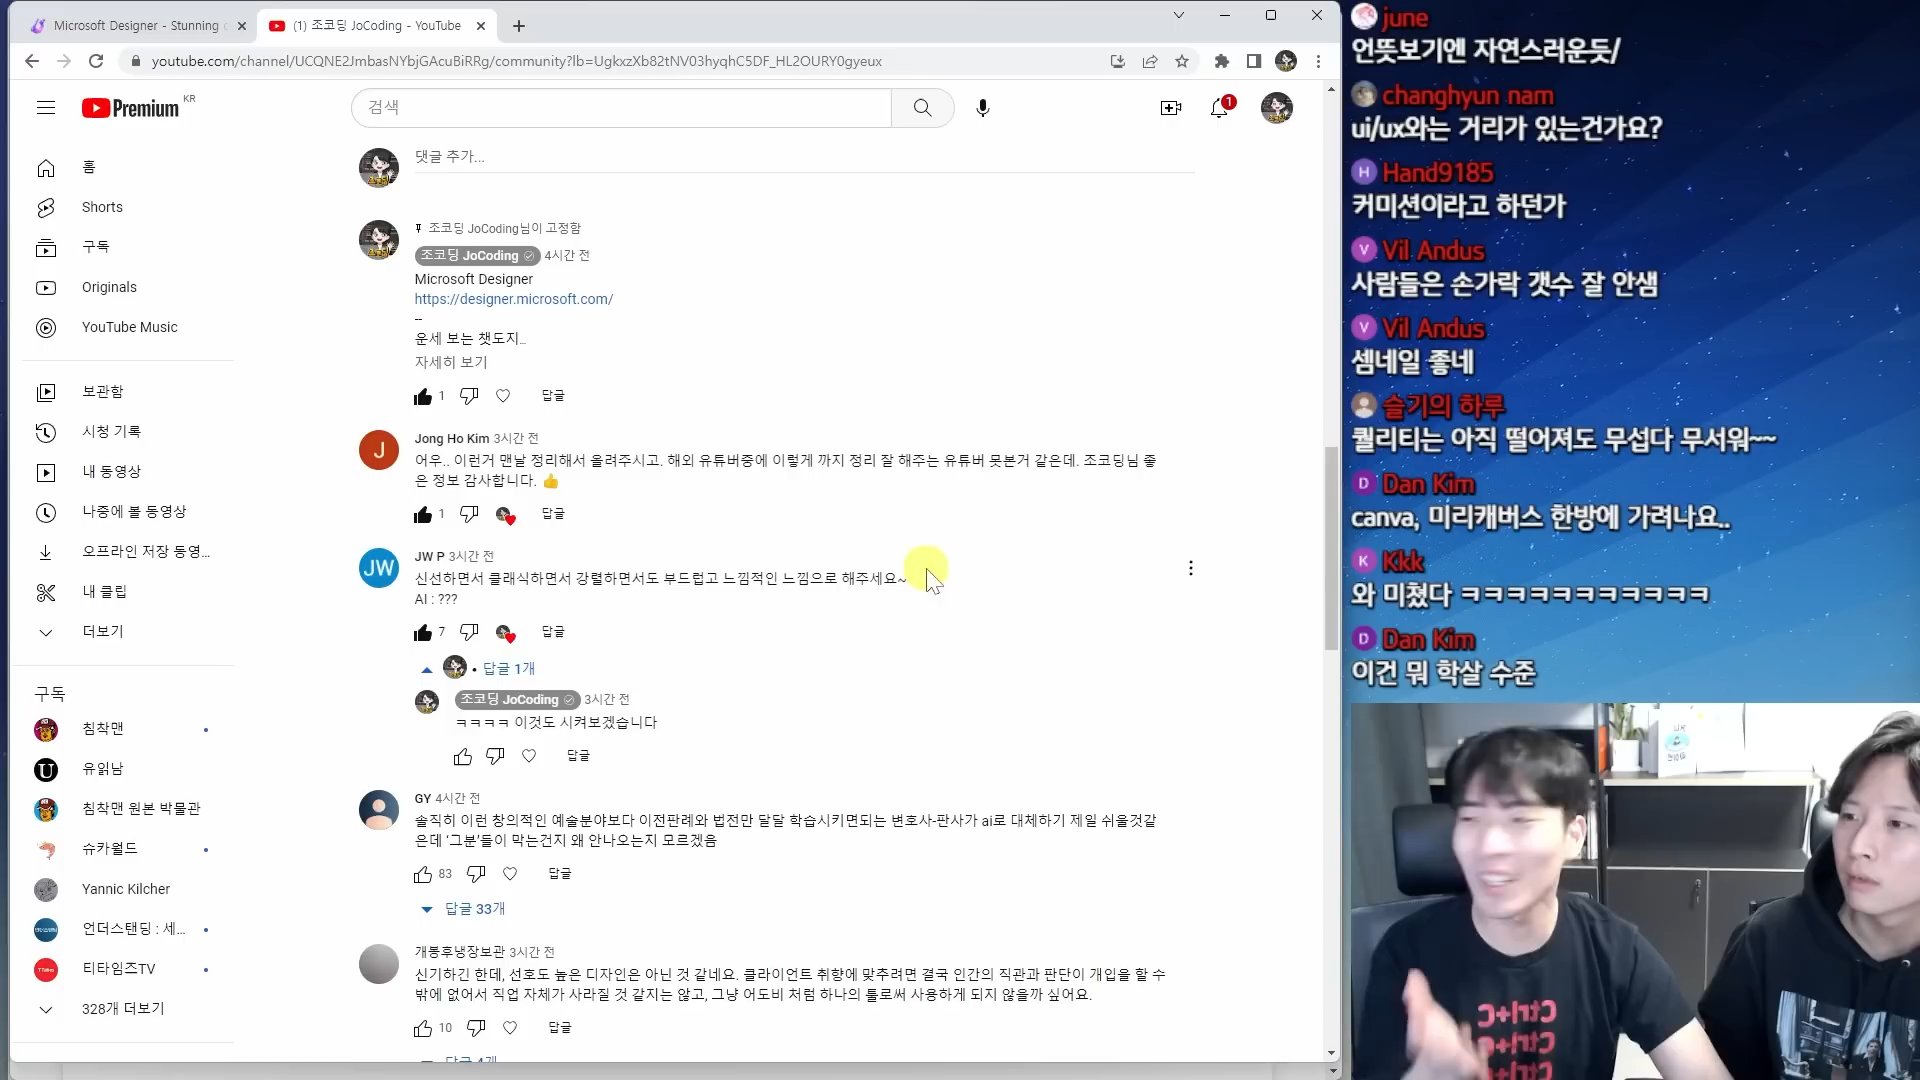 Microsoft Designer - Stunning
(1) 조코딩 JoCoding - YouTube
youtube.com/channel/UCQNE2JmbasNYbjGAcuBiRRg/community?lb=UgkxzXb82tNV03hyqhC5DF_HL2OURY0gyeux
Premium KR
검색
1
홈
Shorts
구독
Originals
YouTube Music
보관함
시청 기록
내 동영상
나중에 볼 동영상
오프라인 저장 동영...
내 클립
더보기
구독
침착맨
유읽남
침착맨 원본 박물관
슈카월드
Yannic Kilcher
언더스탠딩 : 세...
티타임즈TV
328개 더보기
댓글 추가...
조코딩 JoCoding님이 고정함
조코딩 JoCoding 4시간 전
Microsoft Designer
https://designer.microsoft.com/
--
운세 보는 챗도지..
자세히 보기
1 답글
J
Jong Ho Kim 3시간 전
어우.. 이런거 맨날 정리해서 올려주시고. 해외 유튜버중에 이렇게 까지 정리 잘 해주는 유튜버 못본거 같은데. 조코딩님 좋
은 정보 감사합니다. 👍
1 답글
JW
JW P 3시간 전
신선하면서 클래식하면서 강렬하면서도 부드럽고 느낌적인 느낌으로 해주세요~
AI : ???
7 답글
답글 1개
조코딩 JoCoding 3시간 전
ㅋㅋㅋㅋ 이것도 시켜보겠습니다
답글
GY 4시간 전
솔직히 이런 창의적인 예술분야보다 이전판례와 법전만 달달 학습시키면되는 변호사-판사가 ai로 대체하기 제일 쉬울것같
은데 ‘그분’들이 막는건지 왜 안나오는지 모르겠음
83 답글
답글 33개
개봉후냉장보관 3시간 전
신기하긴 한데, 선호도 높은 디자인은 아닌 것 같네요. 클라이언트 취향에 맞추려면 결국 인간의 직관과 판단이 개입을 할 수
밖에 없어서 직업 자체가 사라질 것 같지는 않고, 그냥 어도비 처럼 하나의 툴로써 사용하게 되지 않을까 싶어요.
10 답글
답글 4개
june
언뜻보기엔 자연스러운듯/
changhyun nam
ui/ux와는 거리가 있는건가요?
H Hand9185
커미션이라고 하던가
V Vil Andus
사람들은 손가락 갯수 잘 안샘
V Vil Andus
셈네일 좋네
슬기의 하루
퀄리티는 아직 떨어져도 무섭다 무서워~~
D Dan Kim
canva, 미리캐버스 한방에 가려나요..
K Kkk
와 미쳤다 ㅋㅋㅋㅋㅋㅋㅋㅋㅋㅋㅋ
D Dan Kim
이건 뭐 학살 수준
Ctrl+C
Ctrl+C
Ctrl+C